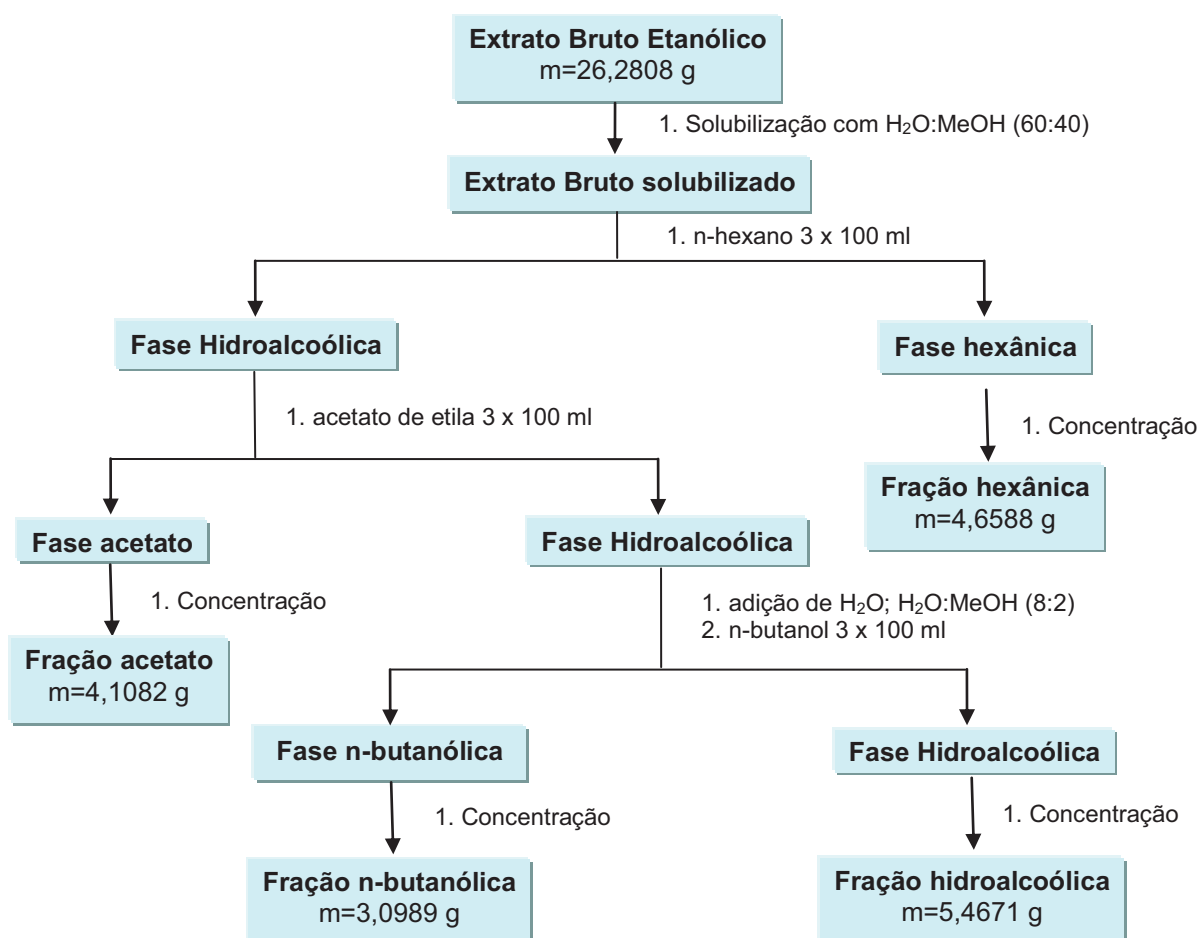 Extrato Bruto Etanólico
m=26,2808 g
1. Solubilização com H₂O:MeOH (60:40)
Extrato Bruto solubilizado
1. n-hexano 3 x 100 ml
Fase Hidroalcoólica
Fase hexânica
1. acetato de etila 3 x 100 ml
1. Concentração
Fração hexânica
m=4,6588 g
Fase acetato
Fase Hidroalcoólica
1. Concentração
1. adição de H₂O; H₂O:MeOH (8:2)
2. n-butanol 3 x 100 ml
Fração acetato
m=4,1082 g
Fase n-butanólica
Fase Hidroalcoólica
1. Concentração
1. Concentração
Fração n-butanólica
m=3,0989 g
Fração hidroalcoólica
m=5,4671 g